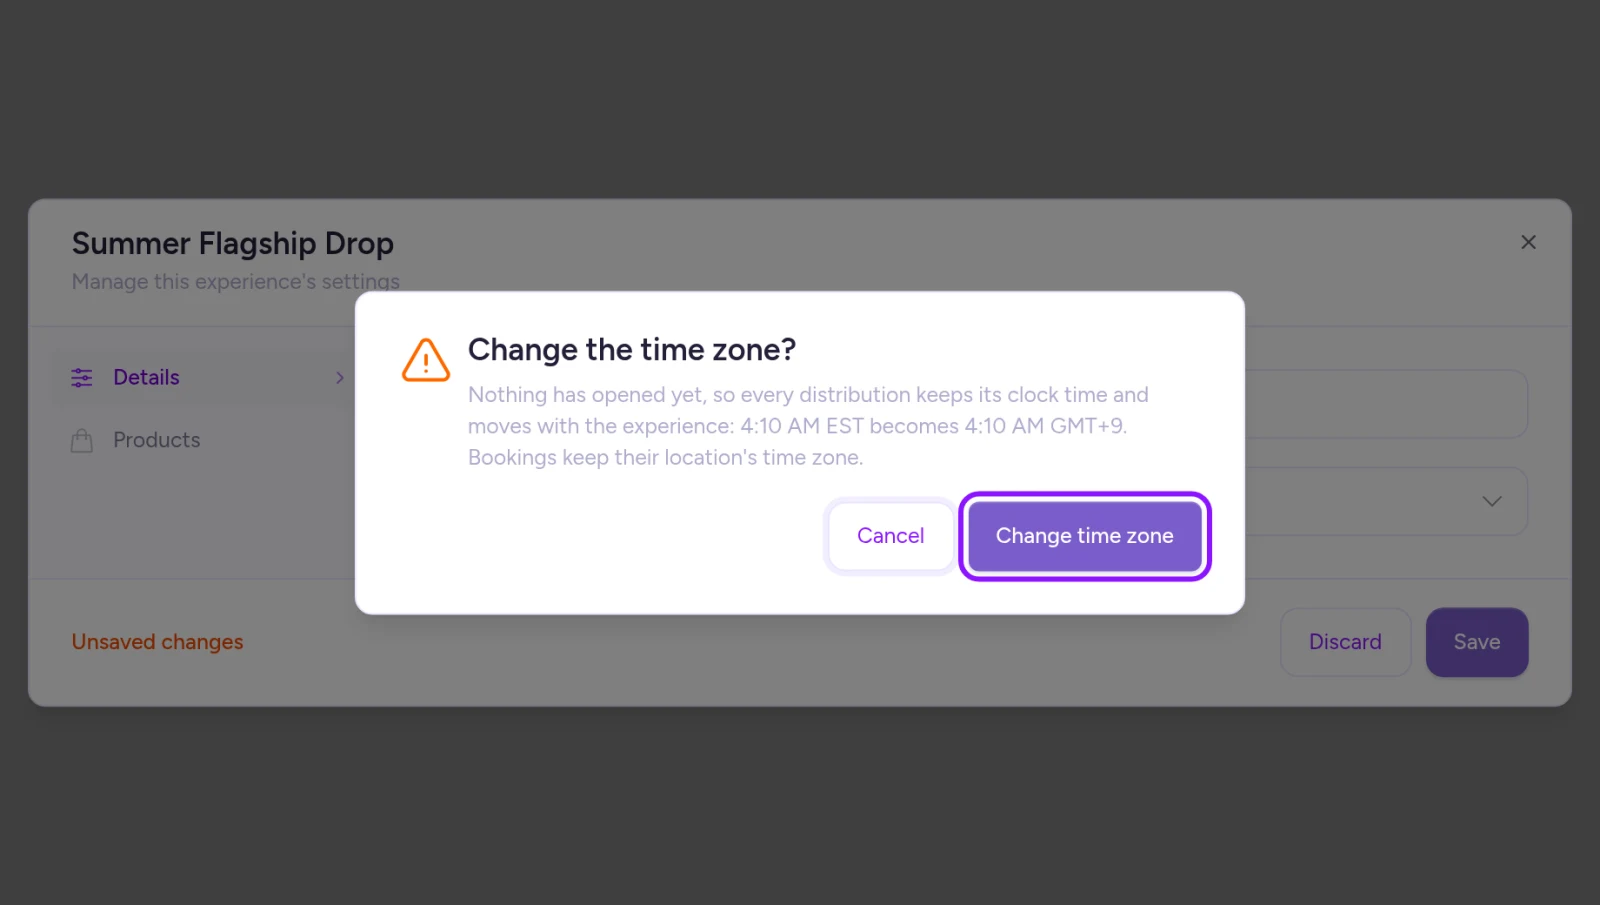 Summer Flagship Drop
Manage this experience's settings
Details
Products
Change the time zone?
Nothing has opened yet, so every distribution keeps its clock time and
moves with the experience: 4:10 AM EST becomes 4:10 AM GMT+9.
Bookings keep their location's time zone.
Cancel
Change time zone
Unsaved changes
Discard
Save